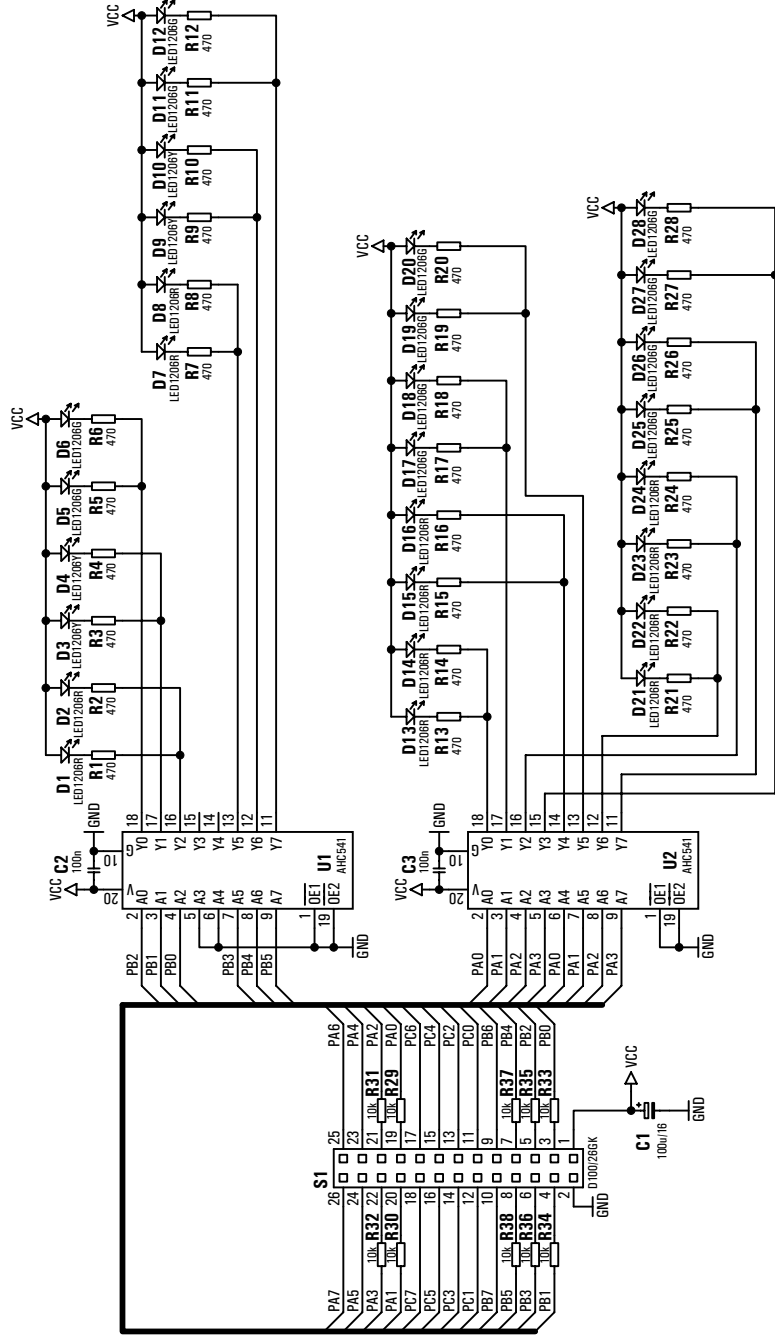 VCC
D12
LED1206G
R12
470
D11
LED1206G
R11
470
D10
LED1206Y
R10
470
D9
LED1206Y
R9
470
D8
LED1206R
R8
470
D7
LED1206R
R7
470
VCC
D6
LED1206G
R6
470
D5
LED1206G
R5
470
D4
LED1206Y
R4
470
D3
LED1206Y
R3
470
D2
LED1206R
R2
470
D1
LED1206R
R1
470
VCC
D20
LED1206G
R20
470
D19
LED1206G
R19
470
D18
LED1206G
R18
470
D17
LED1206G
R17
470
D16
LED1206R
R16
470
D15
LED1206R
R15
470
D14
LED1206R
R14
470
D13
LED1206R
R13
470
VCC
D28
LED1206G
R28
470
D27
LED1206G
R27
470
D26
LED1206G
R26
470
D25
LED1206G
R25
470
D24
LED1206R
R24
470
D23
LED1206R
R23
470
D22
LED1206R
R22
470
D21
LED1206R
R21
470
GND
C2
100n
VCC
10 G
20 V
18 Y0
17 Y1
16 Y2
15 Y3
14 Y4
13 Y5
12 Y6
11 Y7
U1
AHC541
2 A0
3 A1
4 A2
5 A3
6 A4
7 A5
8 A6
9 A7
1 OE1
19 OE2
GND
PB2
PB1
PB0
PB3
PB4
PB5
GND
C3
100n
VCC
10 G
20 V
18 Y0
17 Y1
16 Y2
15 Y3
14 Y4
13 Y5
12 Y6
11 Y7
U2
AHC541
2 A0
3 A1
4 A2
5 A3
6 A4
7 A5
8 A6
9 A7
1 OE1
19 OE2
GND
PA0
PA1
PA2
PA3
PA0
PA1
PA2
PA3
PA6
PA4
PA2
PA0
PC6
PC4
PC2
PC0
PB6
PB4
PB2
PB0
10k R31
10k R29
10k R37
10k R35
10k R33
25
23
21
19
17
15
13
11
9
7
5
3
1
S1
D100/26GK
26
24
22
20
18
16
14
12
10
8
6
4
2
10k R32
10k R30
10k R38
10k R36
10k R34
PA7
PA5
PA3
PA1
PC7
PC5
PC3
PC1
PB7
PB5
PB3
PB1
GND
VCC
C1
100u/16
+
GND